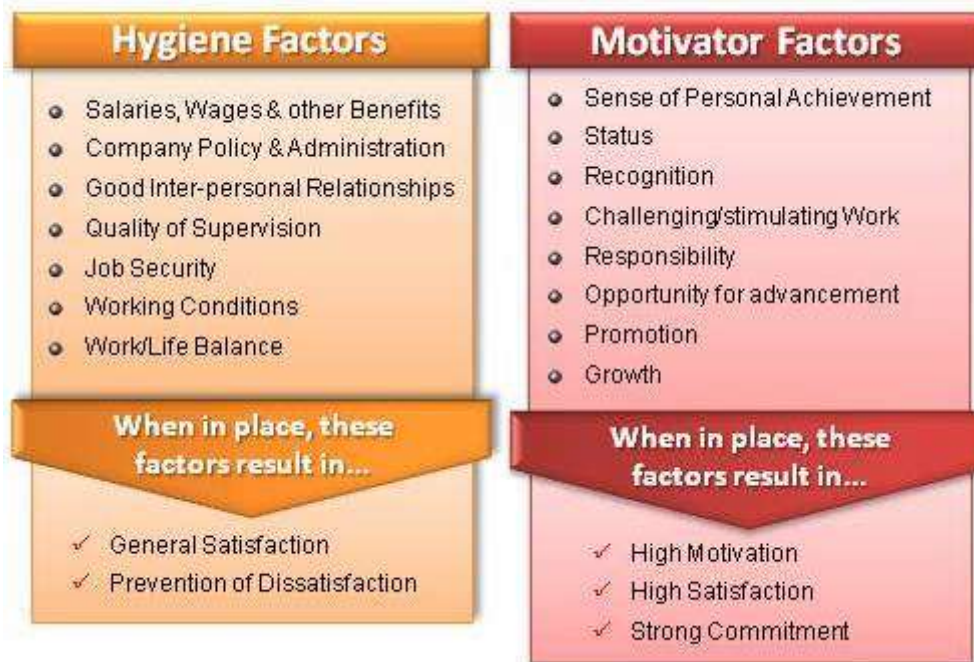 Hygiene Factors
Salaries, Wages & other Benefits
Company Policy & Administration
Good Inter-personal Relationships
Quality of Supervision
Job Security
Working Conditions
Work/Life Balance
When in place, these
factors result in...
General Satisfaction
Prevention of Dissatisfaction
Motivator Factors
Sense of Personal Achievement
Status
Recognition
Challenging/stimulating Work
Responsibility
Opportunity for advancement
Promotion
Growth
When in place, these
factors result in...
High Motivation
High Satisfaction
Strong Commitment